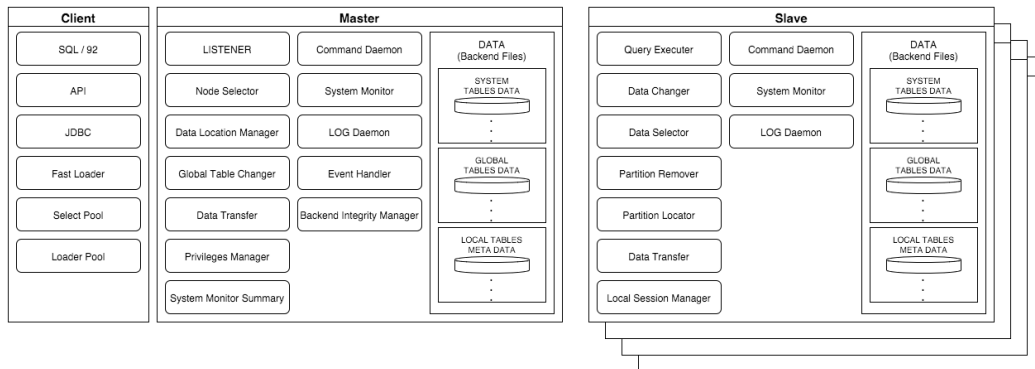 Client
SQL / 92
API
JDBC
Fast Loader
Select Pool
Loader Pool
Master
LISTENER
Node Selector
Data Location Manager
Global Table Changer
Data Transfer
Privileges Manager
System Monitor Summary
Command Daemon
System Monitor
LOG Daemon
Event Handler
Backend Integrity Manager
DATA
(Backend Files)
SYSTEM
TABLES DATA
GLOBAL
TABLES DATA
LOCAL TABLES
META DATA
Slave
Query Executer
Data Changer
Data Selector
Partition Remover
Partition Locator
Data Transfer
Local Session Manager
Command Daemon
System Monitor
LOG Daemon
DATA
(Backend Files)
SYSTEM
TABLES DATA
GLOBAL
TABLES DATA
LOCAL TABLES
META DATA